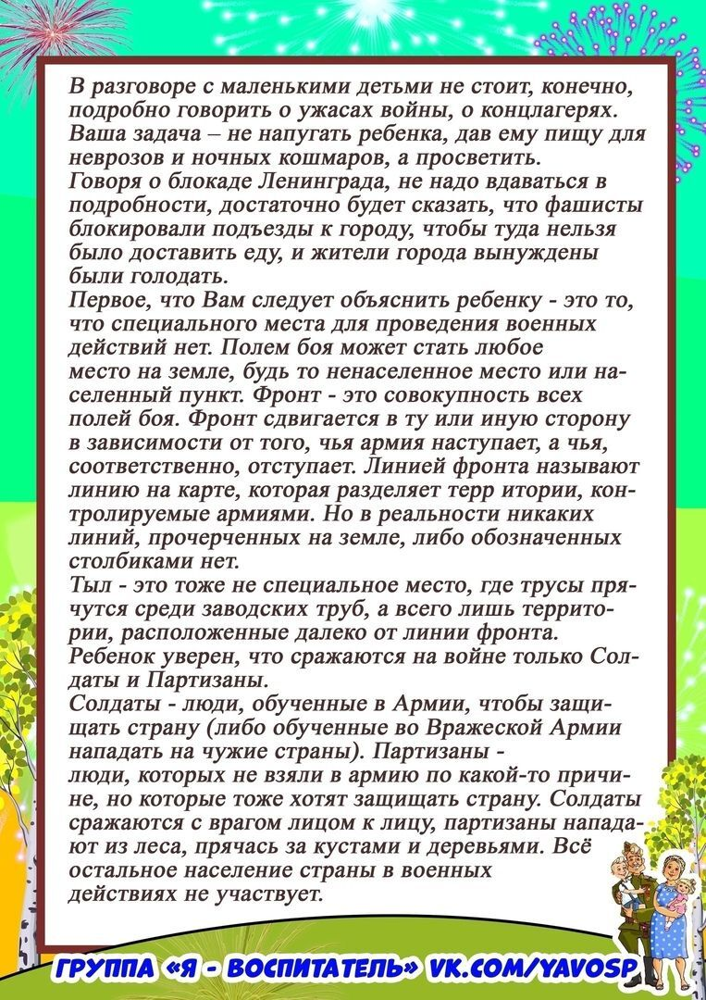 В разговоре с маленькими детьми не стоит, конечно,
подробно говорить о ужасах войны, о концлагерях.
Ваша задача – не напугать ребенка, дав ему пищу для
неврозов и ночных кошмаров, а просветить.
Говоря о блокаде Ленинграда, не надо вдаваться в
подробности, достаточно будет сказать, что фашисты
блокировали подъезды к городу, чтобы туда нельзя
было доставить еду, и жители города вынуждены
были голодать.
Первое, что Вам следует объяснить ребенку - это то,
что специального места для проведения военных
действий нет. Полем боя может стать любое
место на земле, будь то ненаселенное место или на-
селенный пункт. Фронт - это совокупность всех
полей боя. Фронт сдвигается в ту или иную сторону
в зависимости от того, чья армия наступает, а чья,
соответственно, отступает. Линией фронта называют
линию на карте, которая разделяет терр итории, кон-
тролируемые армиями. Но в реальности никаких
линий, прочерченных на земле, либо обозначенных
столбиками нет.
Тыл - это тоже не специальное место, где трусы пря-
чутся среди заводских труб, а всего лишь террито-
рии, расположенные далеко от линии фронта.
Ребенок уверен, что сражаются на войне только Сол-
даты и Партизаны.
Солдаты - люди, обученные в Армии, чтобы защи-
щать страну (либо обученные во Вражеской Армии
нападать на чужие страны). Партизаны -
люди, которых не взяли в армию по какой-то причи-
не, но которые тоже хотят защищать страну. Солдаты
сражаются с врагом лицом к лицу, партизаны напада-
ют из леса, прячась за кустами и деревьями. Всё
остальное население страны в военных
действиях не участвует.
ГРУППА «Я - ВОСПИТАТЕЛЬ» VK.COM/YAVOSP